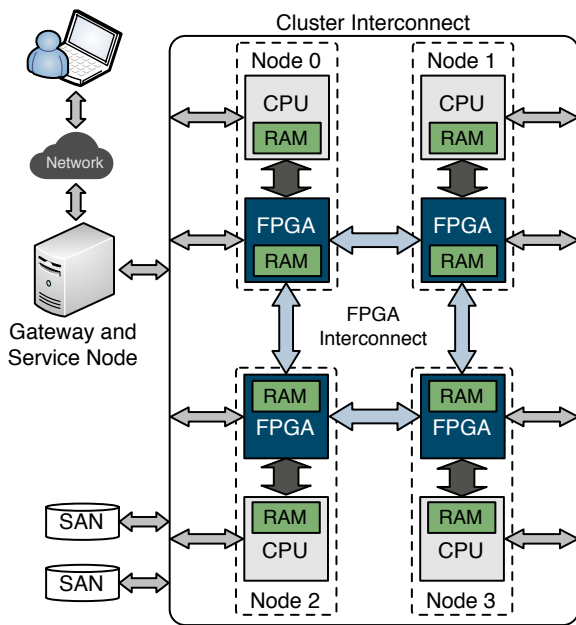 Cluster Interconnect
Node 0
Node 1
CPU
RAM
CPU
RAM
Network
FPGA
RAM
FPGA
RAM
Gateway and
Service Node
FPGA
Interconnect
RAM
FPGA
RAM
FPGA
SAN
RAM
CPU
RAM
CPU
SAN
Node 2
Node 3